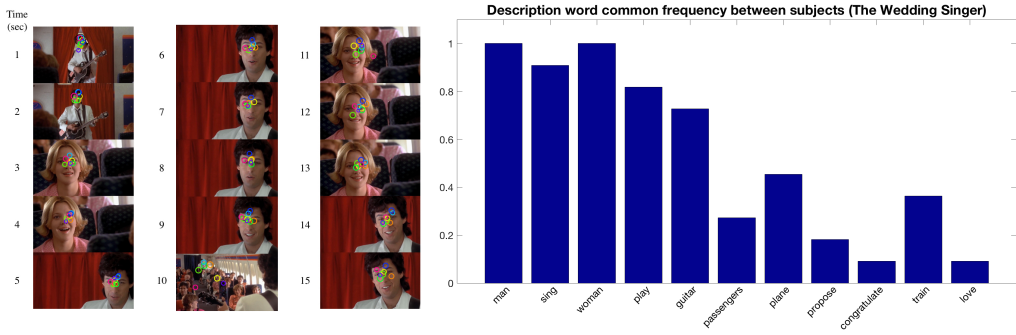 Time
(sec)
1
2
3
4
5
6
7
8
9
10
11
12
13
14
15
Description word common frequency between subjects (The Wedding Singer)
1
0.8
0.6
0.4
0.2
0
man
sing
woman
play
guitar
passengers
plane
propose
congratulate
train
love